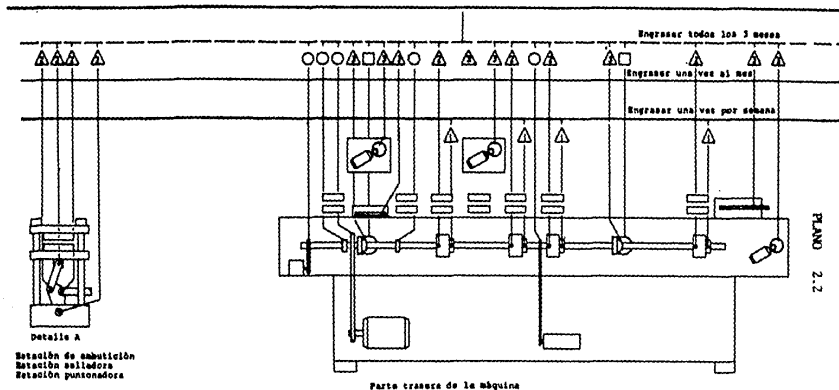 Engrasar todos los 3 meses
Engrasar una vez al mes
Engrasar una vez por semana
PLANO 2.2
Detalle A
Estación de embutición
Estación selladora
Estación punzonadora
Parte trasera de la máquina